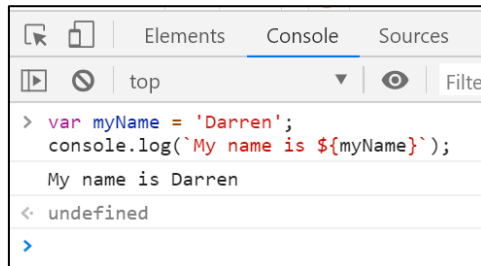 Elements Console Sources
top Filte
> var myName = 'Darren';
console.log(`My name is ${myName}`);
My name is Darren
undefined
>